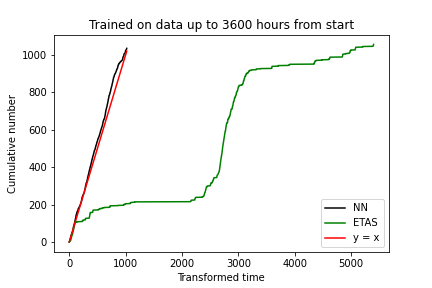 Trained on data up to 3600 hours from start
1000
800
600
400
200
0
Cumulative number
NN
ETAS
y = x
0
1000
2000
3000
4000
5000
Transformed time